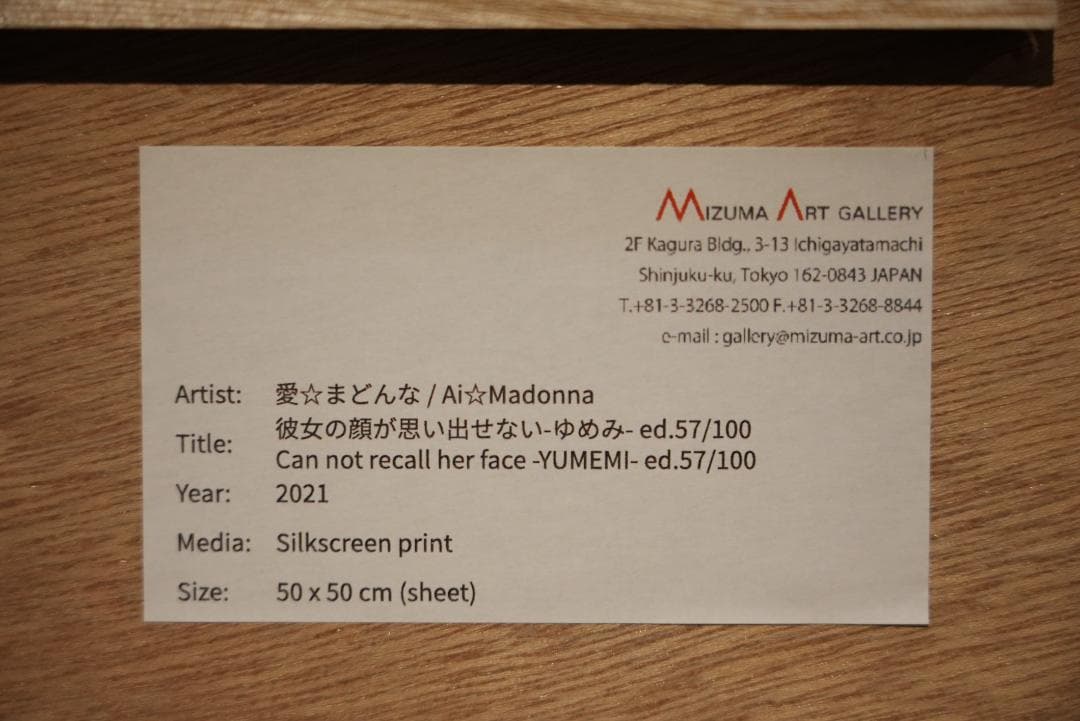 MIZUMA ART GALLERY
2F Kagura Bldg., 3-13 Ichigayatamachi
Shinjuku-ku, Tokyo 162-0843 JAPAN
T.+81-3-3268-2500 F.+81-3-3268-8844
e-mail : gallery@mizuma-art.co.jp
Artist: 愛☆まどんな / Ai☆Madonna
Title: 彼女の顔が思い出せない-ゆめみ- ed.57/100
Can not recall her face -YUMEMI- ed.57/100
Year: 2021
Media: Silkscreen print
Size: 50 x 50 cm (sheet)